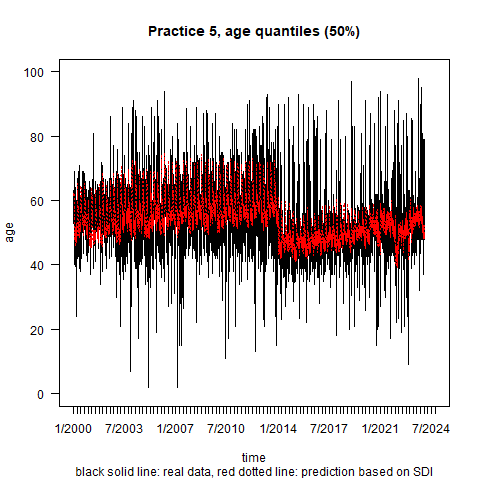 Practice 5, age quantiles (50%)
100
80
60
40
20
0
age
1/2000 7/2003 1/2007 7/2010 1/2014 7/2017 1/2021 7/2024
time
black solid line: real data, red dotted line: prediction based on SDI